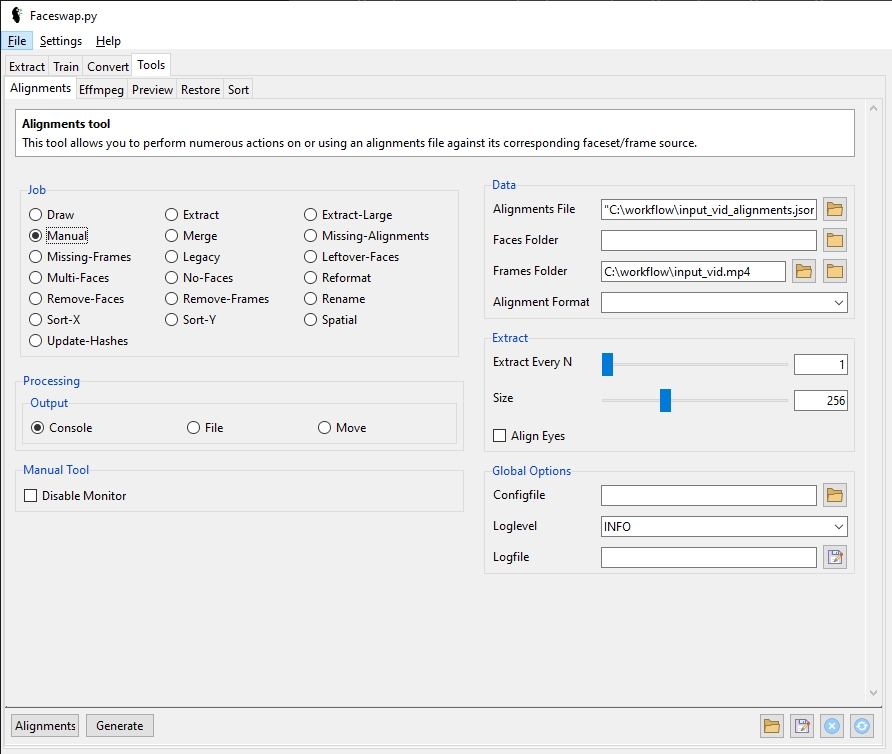 Faceswap.py
File Settings Help
Extract Train Convert Tools
Alignments Effmpeg Preview Restore Sort
Alignments tool
This tool allows you to perform numerous actions on or using an alignments file against its corresponding faceset/frame source.
Job
Draw Extract Extract-Large
Manual Merge Missing-Alignments
Missing-Frames Legacy Leftover-Faces
Multi-Faces No-Faces Reformat
Remove-Faces Remove-Frames Rename
Sort-X Sort-Y Spatial
Update-Hashes
Processing
Output
Console File Move
Manual Tool
Disable Monitor
Data
Alignments File "C:\workflow\input_vid_alignments.jsor
Faces Folder
Frames Folder C:\workflow\input_vid.mp4
Alignment Format
Extract
Extract Every N 1
Size 256
Align Eyes
Global Options
Configfile
Loglevel INFO
Logfile
Alignments Generate